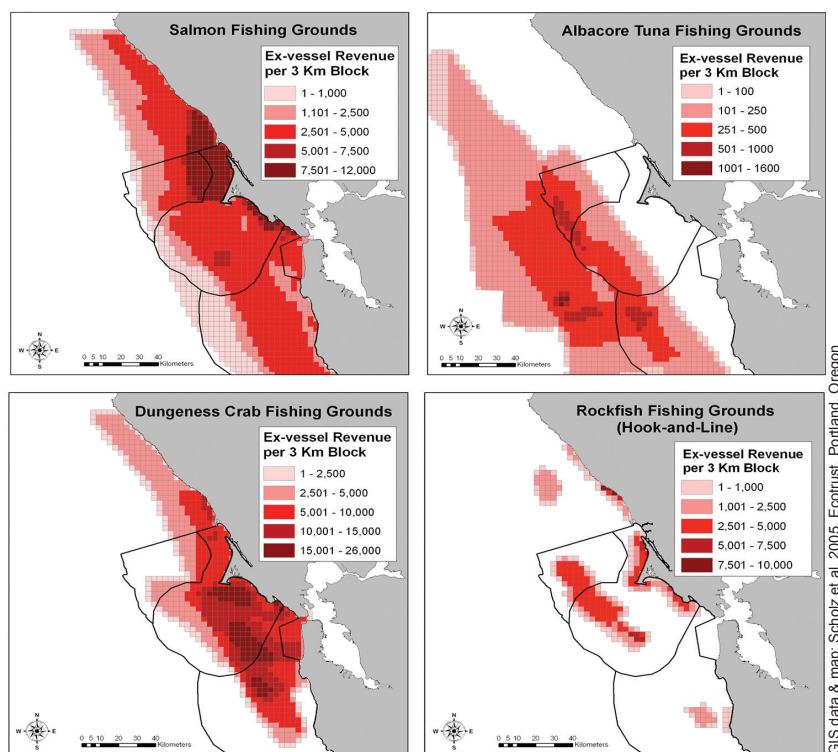 Salmon Fishing Grounds
Ex-vessel Revenue
per 3 Km Block
1 - 1,000
1,101 - 2,500
2,501 - 5,000
5,001 - 7,500
7,501 - 12,000
N
W E
S
0 5 10 20 30 40
Kilometers
Albacore Tuna Fishing Grounds
Ex-vessel Revenue
per 3 Km Block
1 - 100
101 - 250
251 - 500
501 - 1000
1001 - 1600
N
W E
S
0 5 10 20 30 40
Kilometers
Dungeness Crab Fishing Grounds
Ex-vessel Revenue
per 3 Km Block
1 - 2,500
2,501 - 5,000
5,001 - 10,000
10,001 - 15,000
15,001 - 26,000
N
W E
S
0 5 10 20 30 40
Kilometers
Rockfish Fishing Grounds
(Hook-and-Line)
Ex-vessel Revenue
per 3 Km Block
1 - 1,000
1,001 - 2,500
2,501 - 5,000
5,001 - 7,500
7,501 - 10,000
N
W E
S
0 5 10 20 30 40
Kilometers
data & map: Scholz et al. 2005, Ecotrust, Portland, Oregon